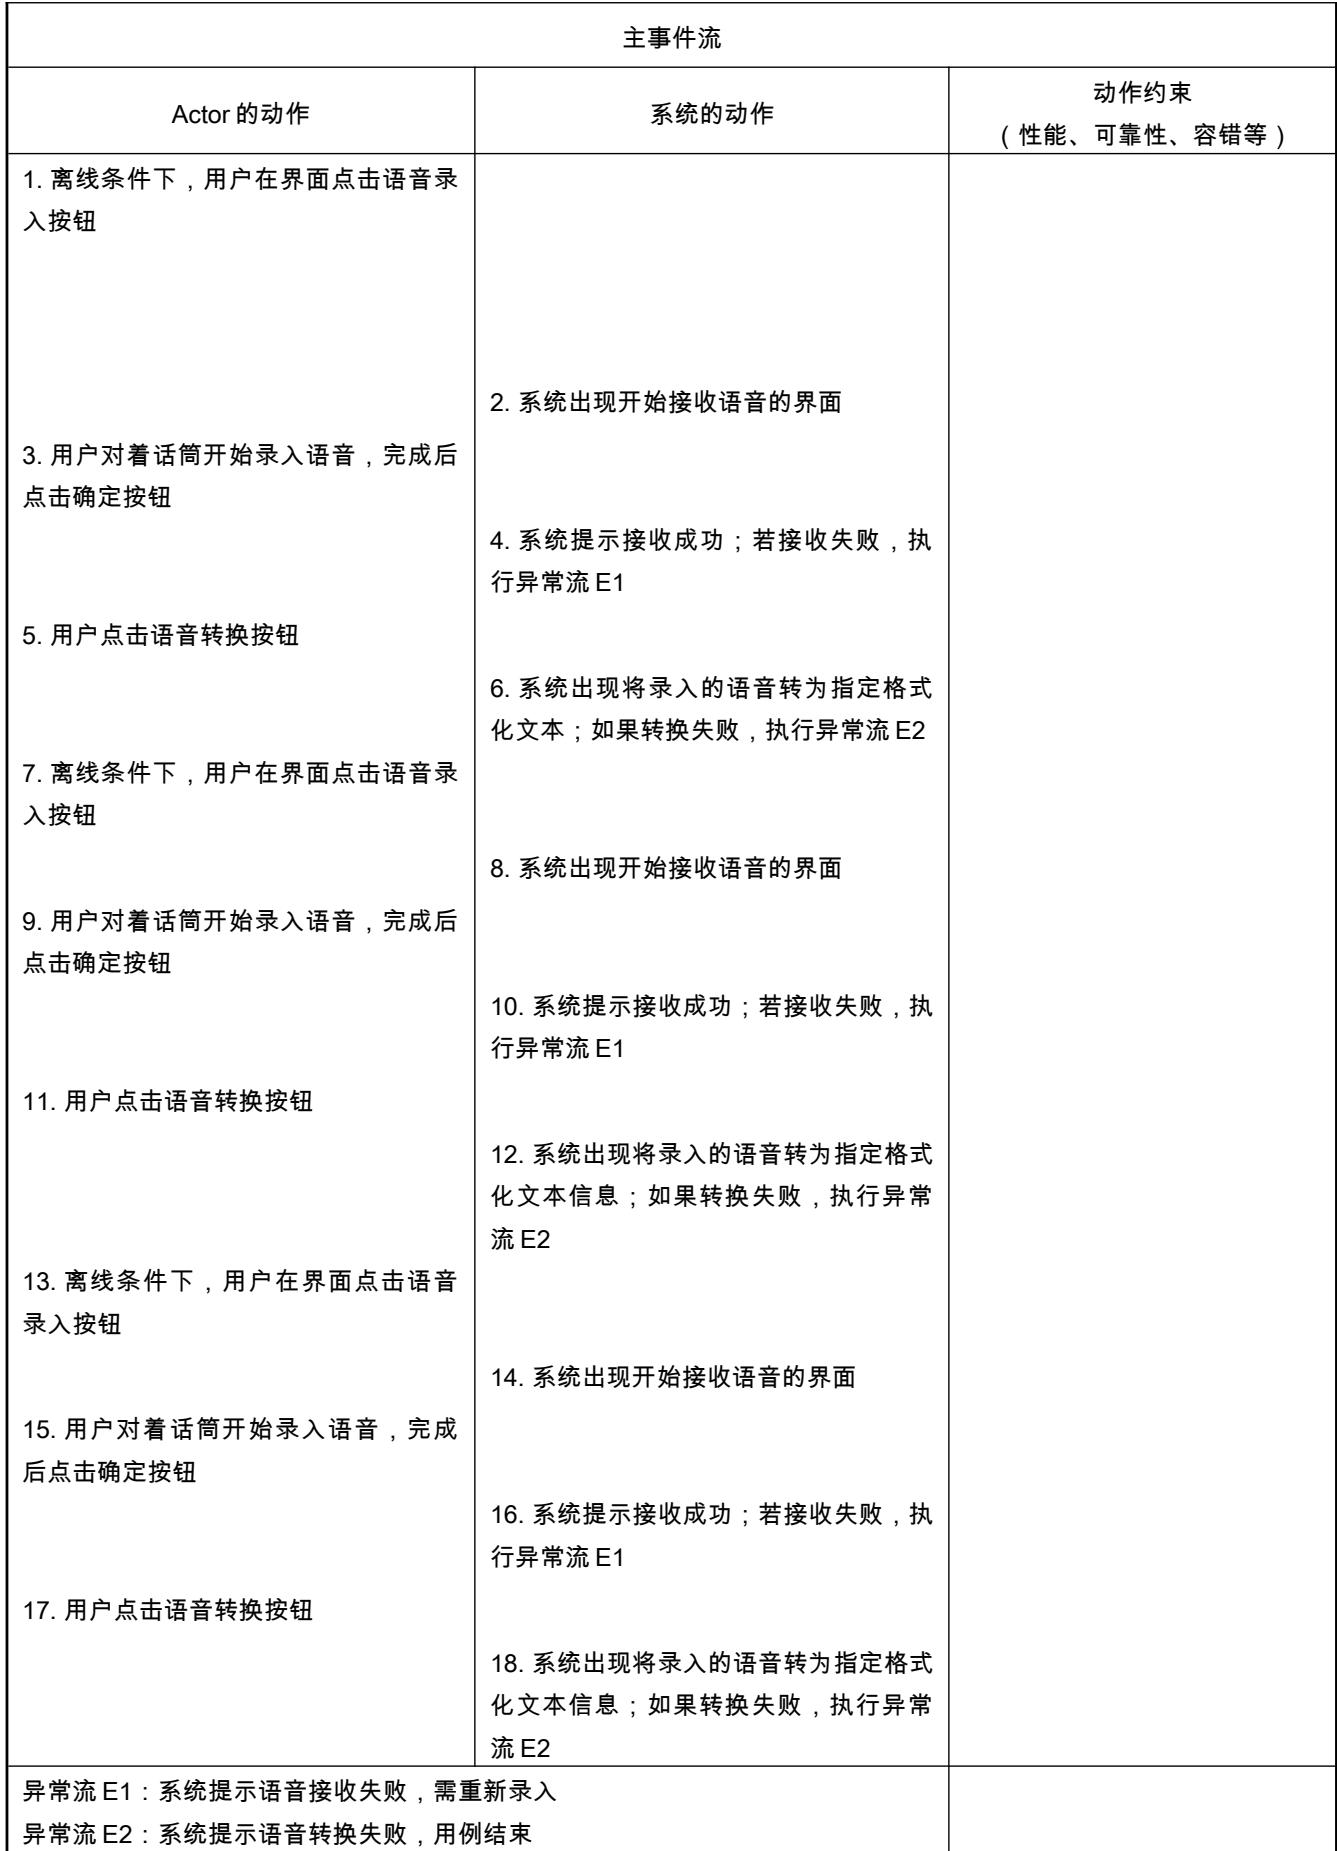 主事件流
Actor 的动作
系统的动作
动作约束
（性能、可靠性、容错等）
1. 离线条件下，用户在界面点击语音录
入按钮
2. 系统出现开始接收语音的界面
3. 用户对着话筒开始录入语音，完成后
点击确定按钮
4. 系统提示接收成功；若接收失败，执
行异常流 E1
5. 用户点击语音转换按钮
6. 系统出现将录入的语音转为指定格式
化文本；如果转换失败，执行异常流 E2
7. 离线条件下，用户在界面点击语音录
入按钮
8. 系统出现开始接收语音的界面
9. 用户对着话筒开始录入语音，完成后
点击确定按钮
10. 系统提示接收成功；若接收失败，执
行异常流 E1
11. 用户点击语音转换按钮
12. 系统出现将录入的语音转为指定格式
化文本信息；如果转换失败，执行异常
流 E2
13. 离线条件下，用户在界面点击语音
录入按钮
14. 系统出现开始接收语音的界面
15. 用户对着话筒开始录入语音，完成
后点击确定按钮
16. 系统提示接收成功；若接收失败，执
行异常流 E1
17. 用户点击语音转换按钮
18. 系统出现将录入的语音转为指定格式
化文本信息；如果转换失败，执行异常
流 E2
异常流 E1：系统提示语音接收失败，需重新录入
异常流 E2：系统提示语音转换失败，用例结束